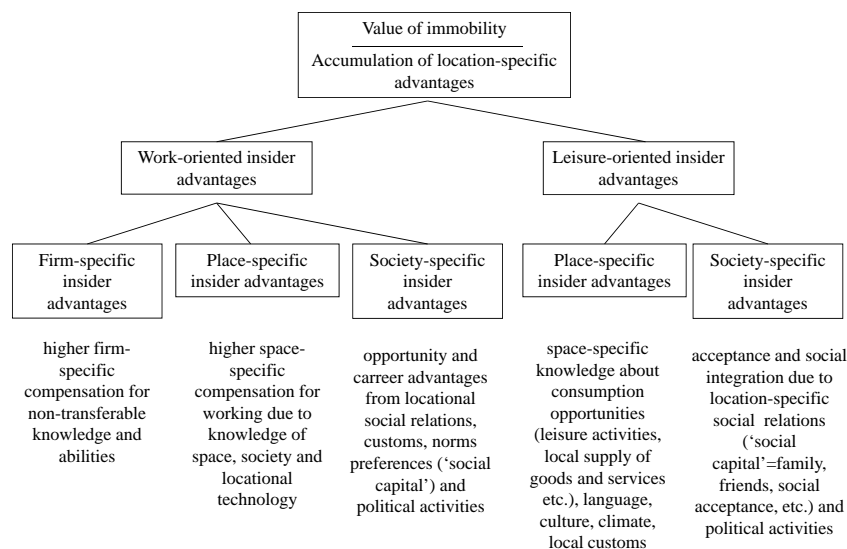 Value of immobility
Accumulation of location-specific
advantages
Work-oriented insider
advantages
Leisure-oriented insider
advantages
Firm-specific
insider
advantages
Place-specific
insider advantages
Society-specific
insider
advantages
Place-specific
insider advantages
Society-specific
insider
advantages
higher firm-
specific
compensation for
non-transferable
knowledge and
abilities
higher space-
specific
compensation for
working due to
knowledge of
space, society and
locational
technology
opportunity and
carreer advantages
from locational
social relations,
customs, norms
preferences (‘social
capital’) and
political activities
space-specific
knowledge about
consumption
opportunities
(leisure activities,
local supply of
goods and services
etc.), language,
culture, climate,
local customs
acceptance and social
integration due to
location-specific
social relations
(‘social
capital’=family,
friends, social
acceptance, etc.) and
political activities